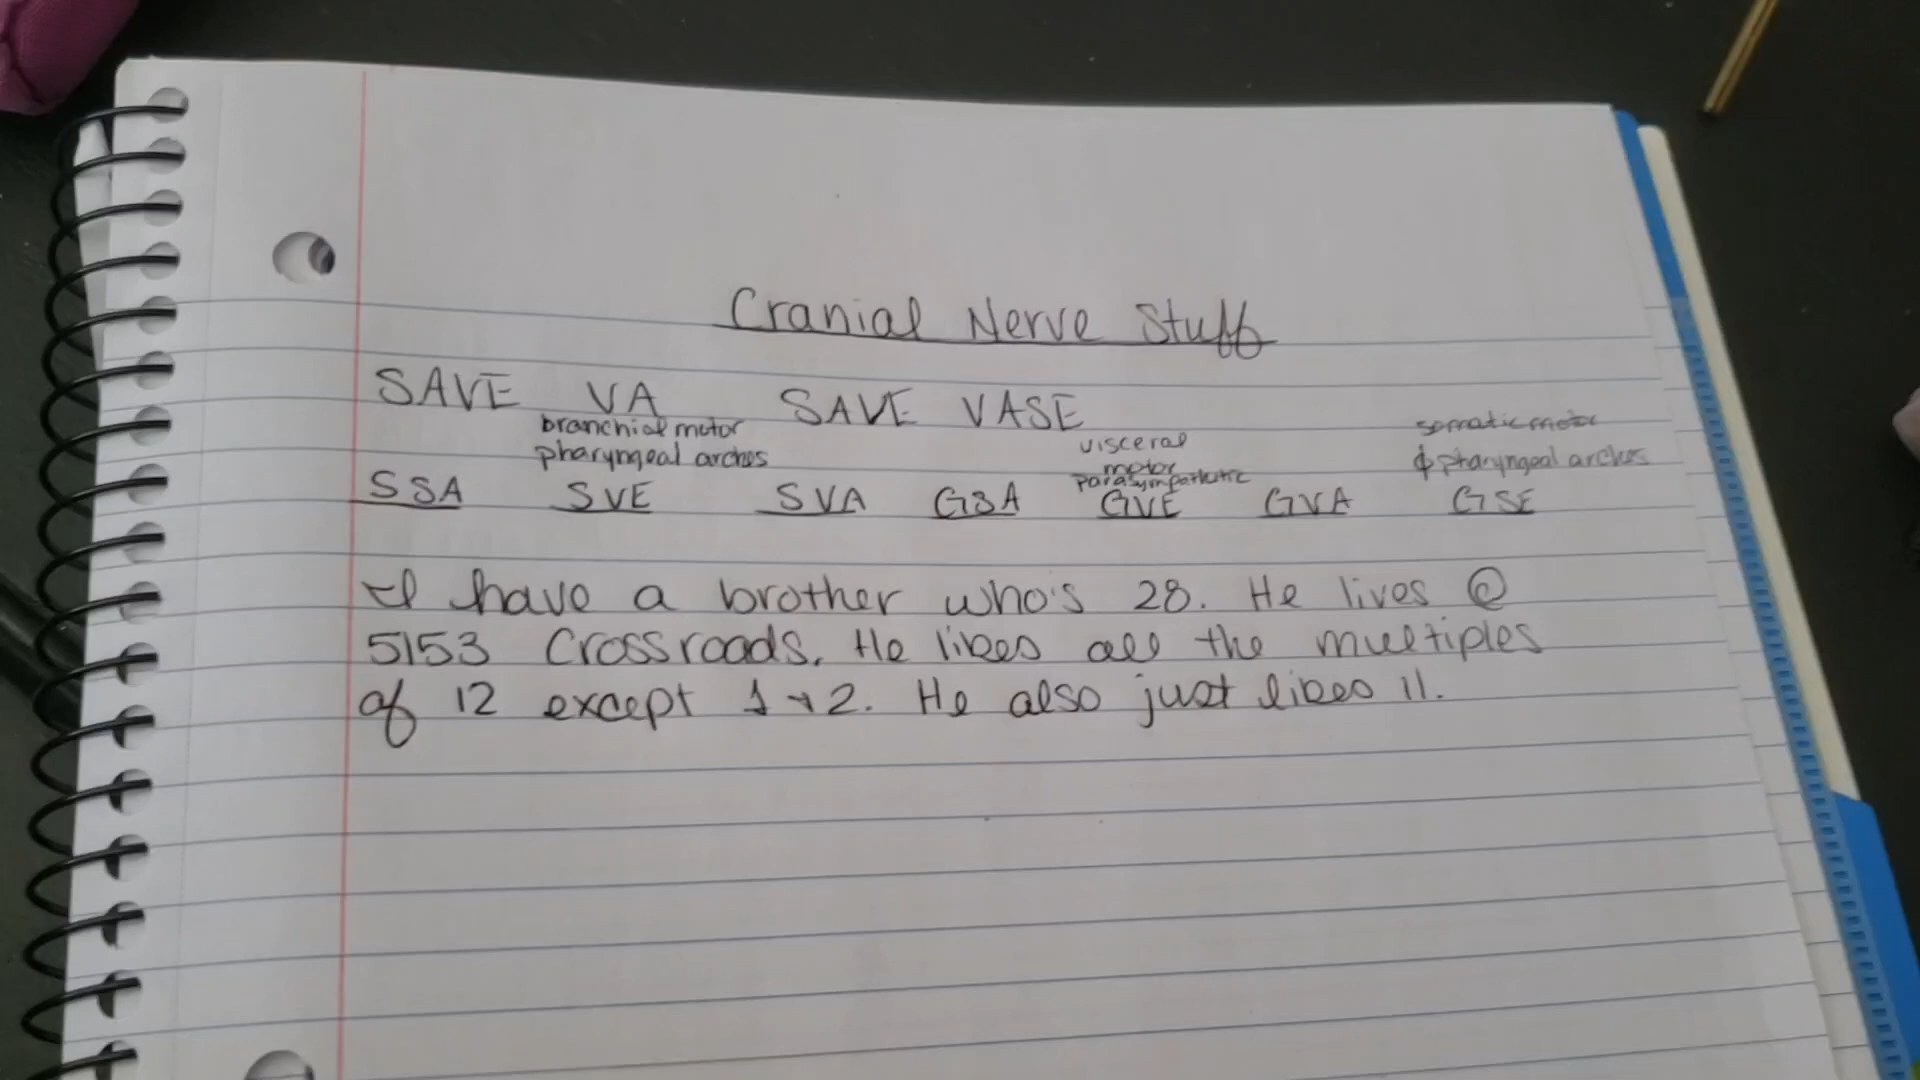 Cranial Nerve Stuff
SAVE VA SAVE VASE
branchial motor
pharyngeal arches
visceral
motor
parasympathetic
somatic motor
ϕ pharyngeal arches
SSA SVE SVA GSA GVE GVA GSE
I have a brother who's 28. He lives @
5153 Crossroads. He likes all the multiples
of 12 except 1 + 2. He also just likes 11.